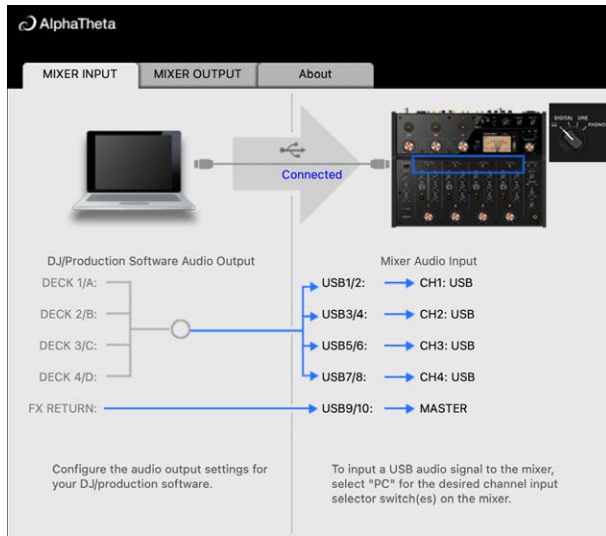 AlphaTheta
MIXER INPUT
MIXER OUTPUT
About
DIGITAL LINE
PHONO
Connected
DJ/Production Software Audio Output
Mixer Audio Input
DECK 1/A:
USB1/2:
CH1: USB
DECK 2/B:
USB3/4:
CH2: USB
DECK 3/C:
USB5/6:
CH3: USB
DECK 4/D:
USB7/8:
CH4: USB
FX RETURN:
USB9/10:
MASTER
Configure the audio output settings for
your DJ/production software.
To input a USB audio signal to the mixer,
select "PC" for the desired channel input
selector switch(es) on the mixer.